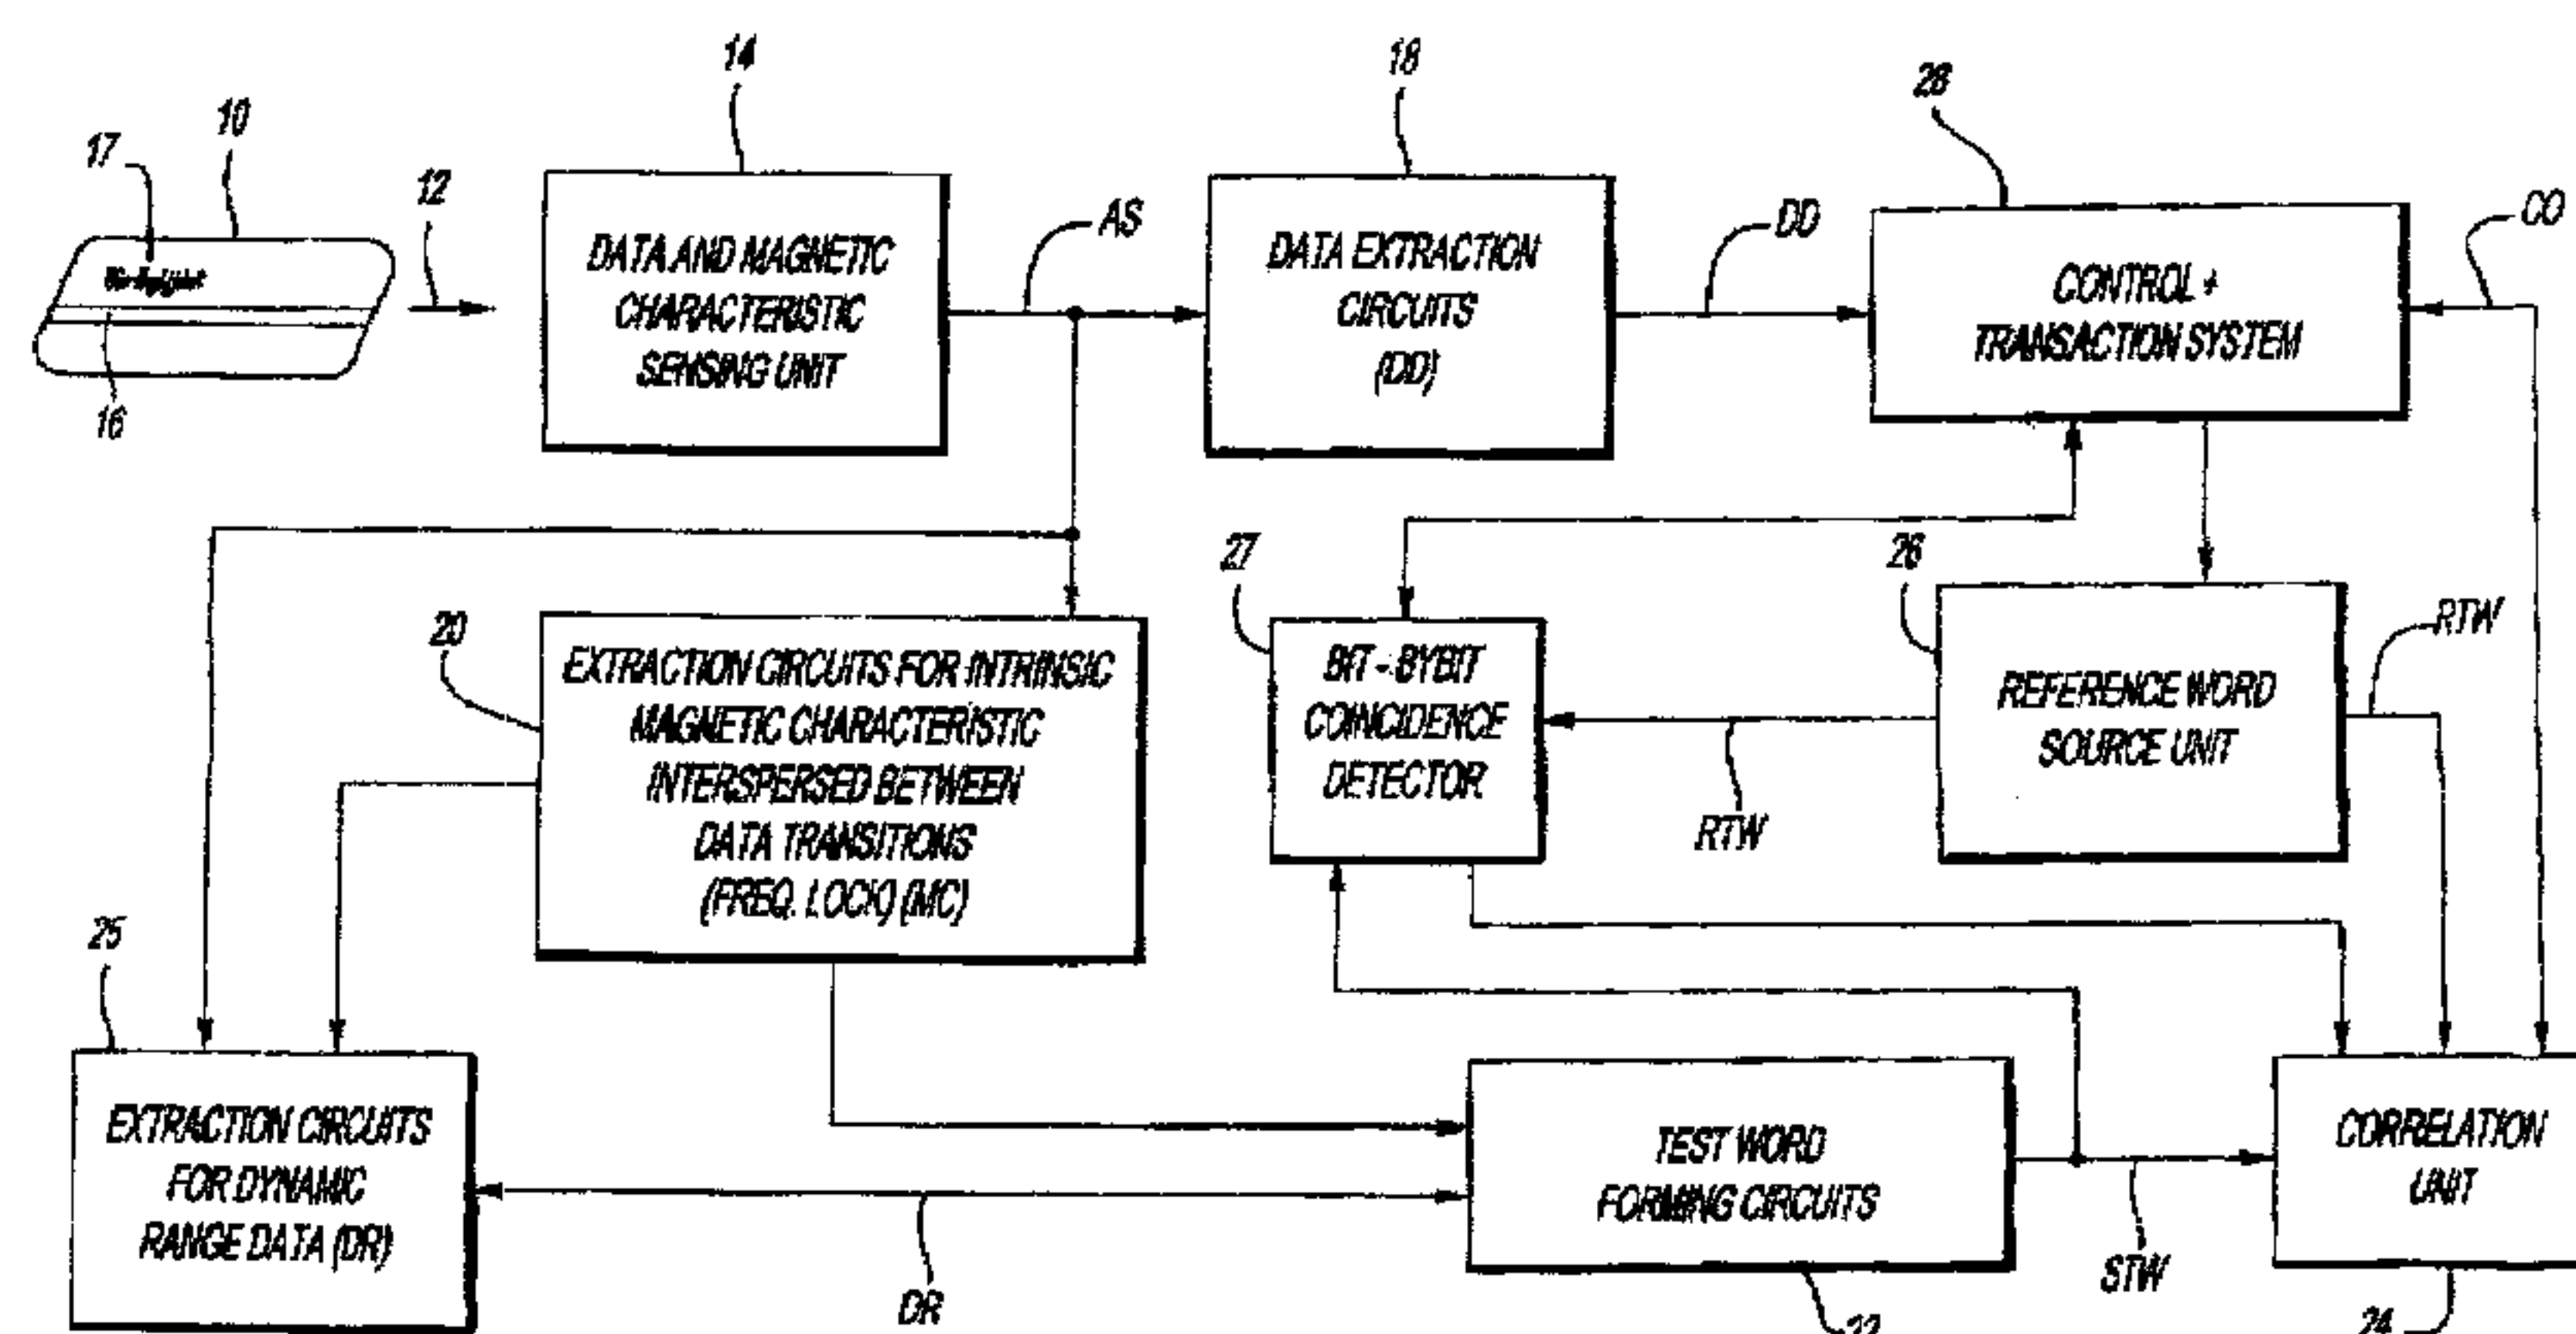 14
18
28
10
17
12
AS
DD
CO
DATA AND MAGNETIC
CHARACTERISTIC
SENSING UNIT
DATA EXTRACTION
CIRCUITS
(DD)
CONTROL +
TRANSACTION SYSTEM
16
27
26
20
RTW
EXTRACTION CIRCUITS FOR INTRINSIC
MAGNETIC CHARACTERISTIC
INTERSPERSED BETWEEN
DATA TRANSITIONS
(FREQ. LOCK) (MC)
BIT - BYBIT
COINCIDENCE
DETECTOR
REFERENCE WORD
SOURCE UNIT
RTW
25
EXTRACTION CIRCUITS
FOR DYNAMIC
RANGE DATA (DR)
TEST WORD
FORMING CIRCUITS
CORRELATION
UNIT
DR
STW
22
24